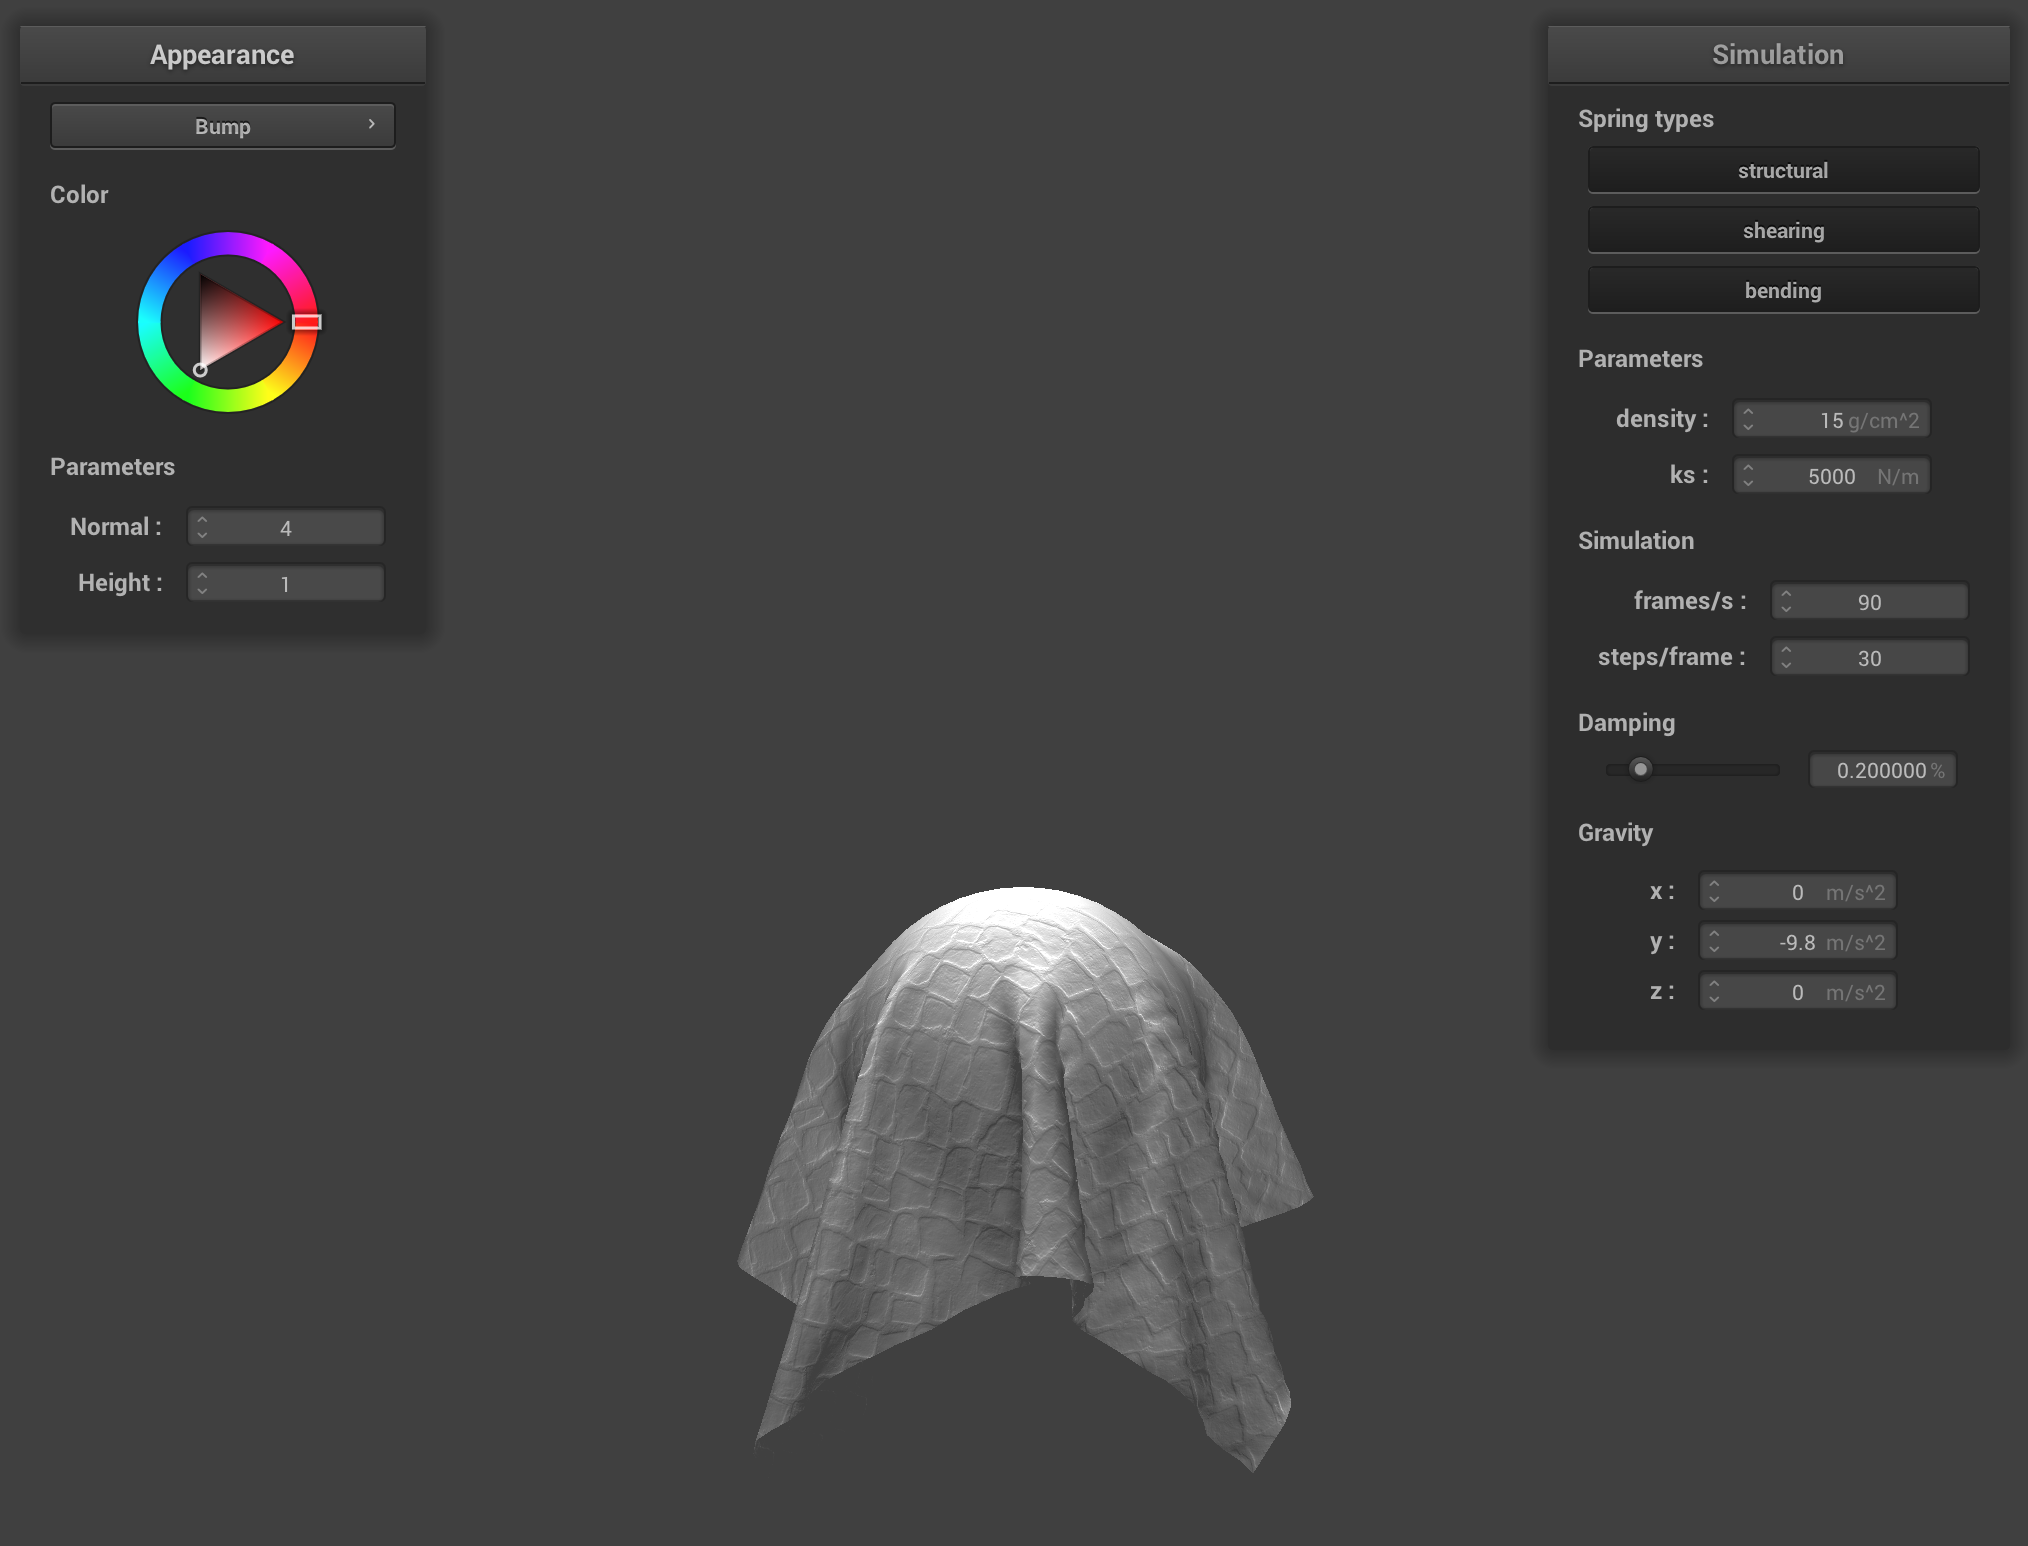 Appearance
Bump
Color
Parameters
Normal : 4
Height : 1
Simulation
Spring types
structural
shearing
bending
Parameters
density : 15 g/cm^2
ks : 5000 N/m
Simulation
frames/s : 90
steps/frame : 30
Damping
0.200000 %
Gravity
x : 0 m/s^2
y : -9.8 m/s^2
z : 0 m/s^2